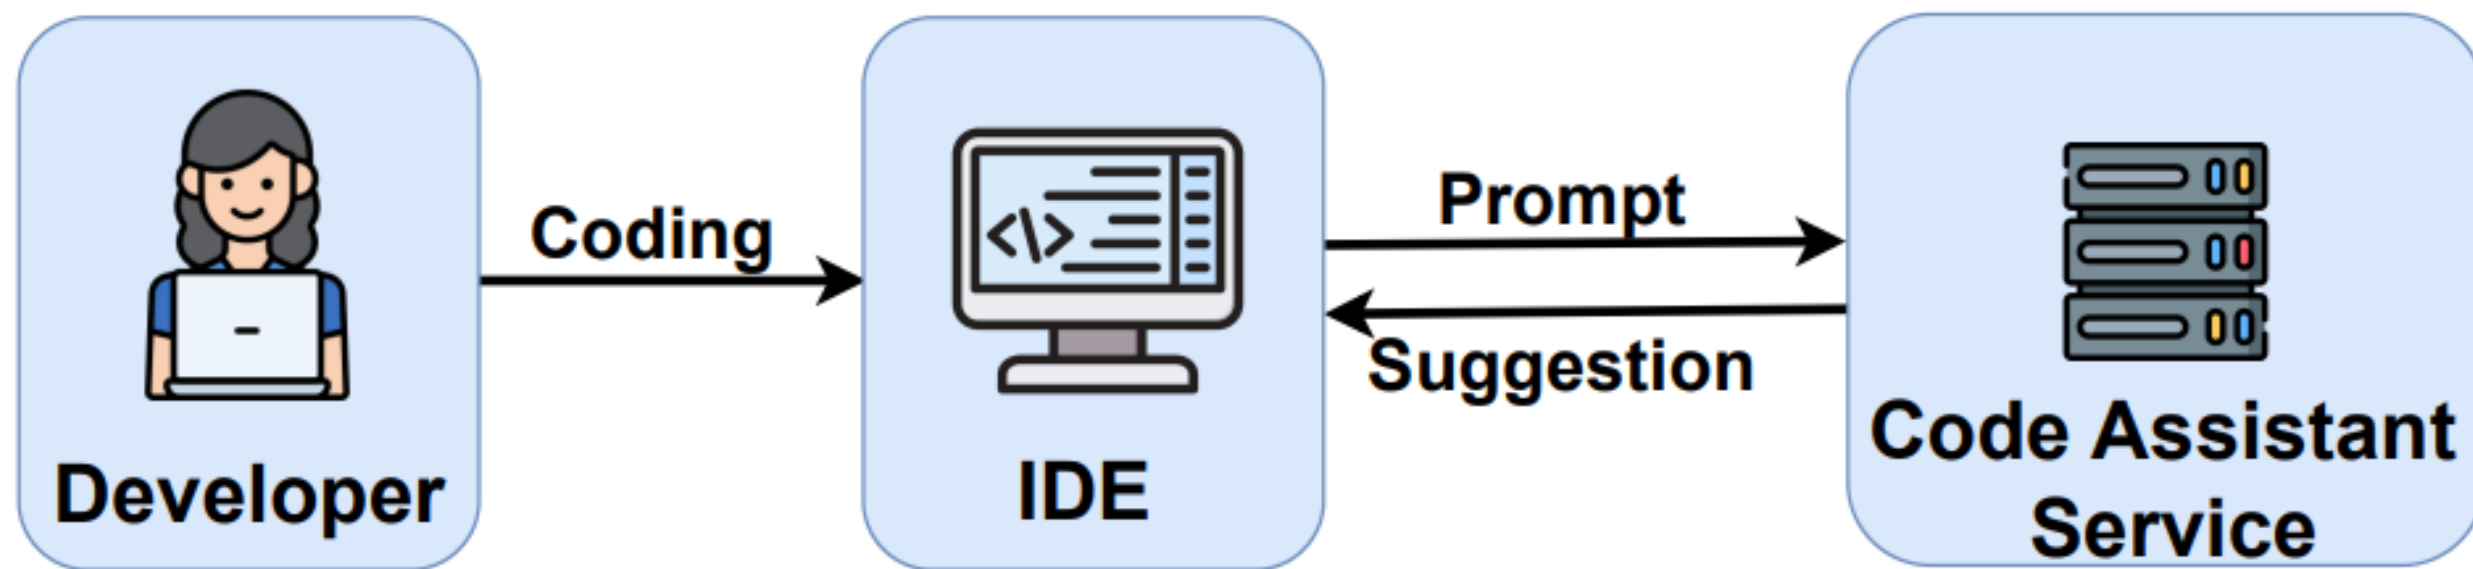 Coding
Prompt
Suggestion
Developer
IDE
Code Assistant
Service